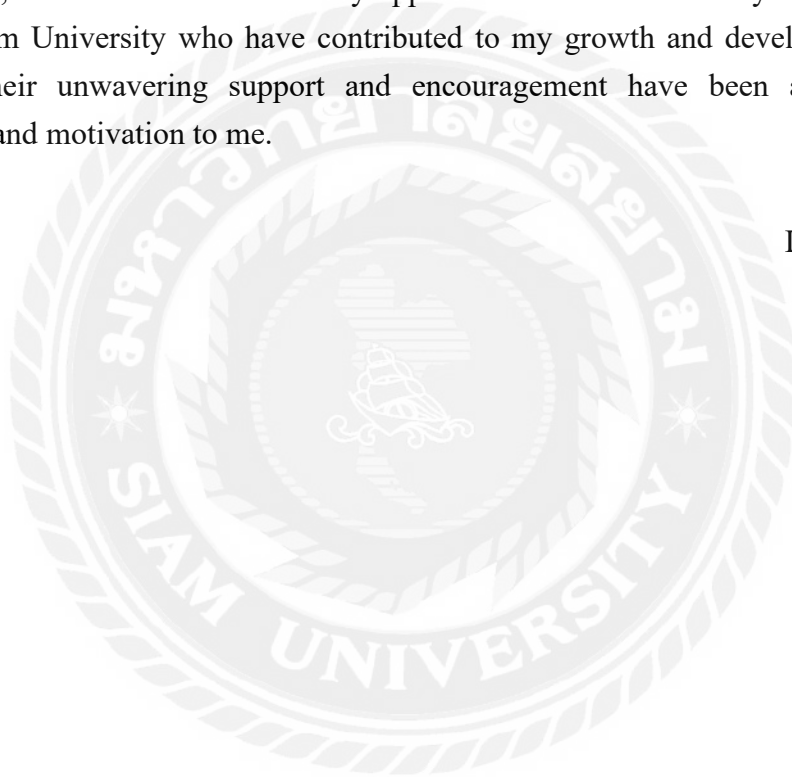 m University who have contributed to my growth and devel
heir unwavering support and encouragement have been a
and motivation to me.
มหาวิทยาลัยสยาม
SIAM UNIVERSITY